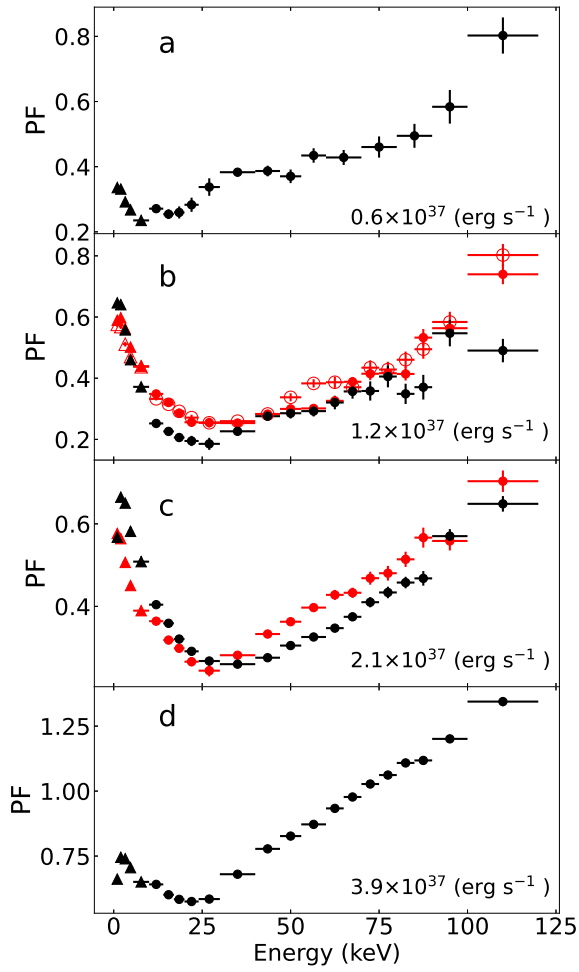 a
0.8
0.6
0.4
0.2
PF
0.6×10³⁷ (erg s⁻¹ )
b
0.8
0.6
0.4
0.2
PF
1.2×10³⁷ (erg s⁻¹ )
c
0.6
0.4
PF
2.1×10³⁷ (erg s⁻¹ )
d
1.25
1.00
0.75
PF
3.9×10³⁷ (erg s⁻¹ )
0 25 50 75 100 125
Energy (keV)